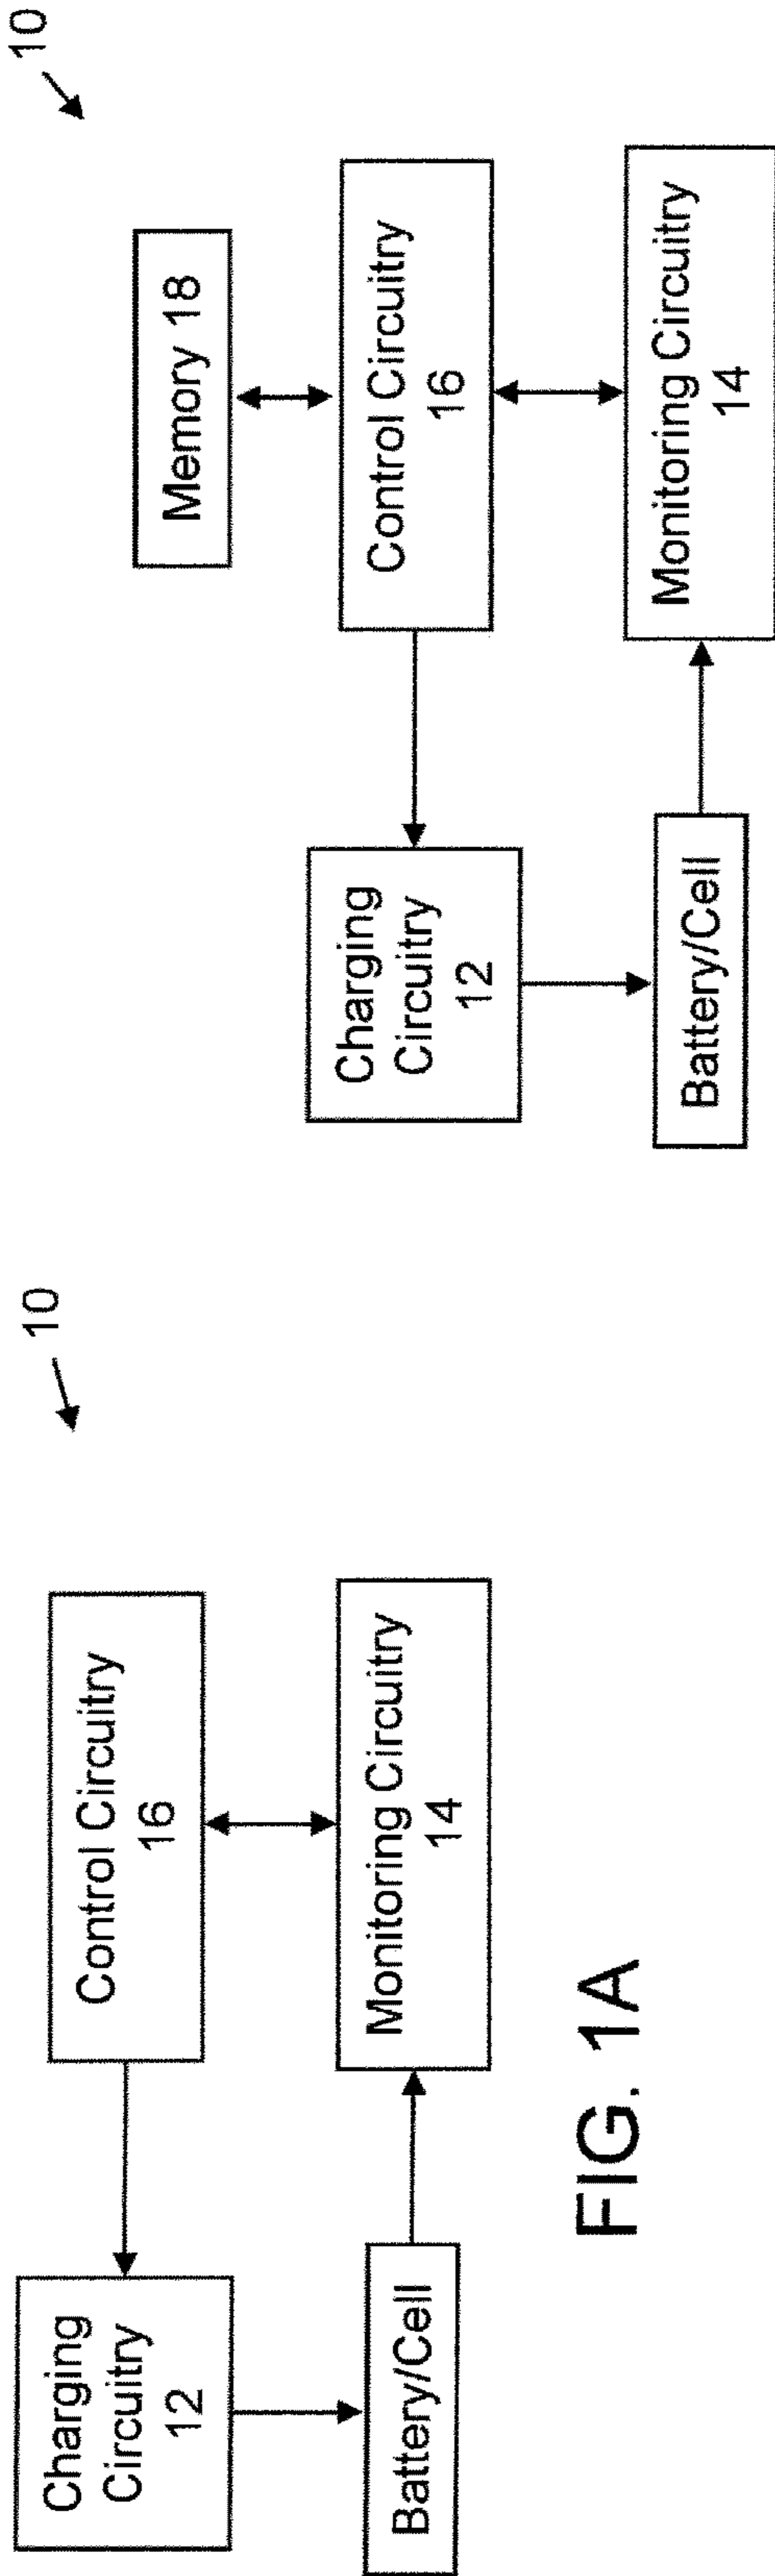 10
Control Circuitry
16
Charging
Circuitry
12
Monitoring Circuitry
14
Battery/Cell
FIG. 1A
10
Memory 18
Control Circuitry
16
Charging
Circuitry
12
Monitoring Circuitry
14
Battery/Cell